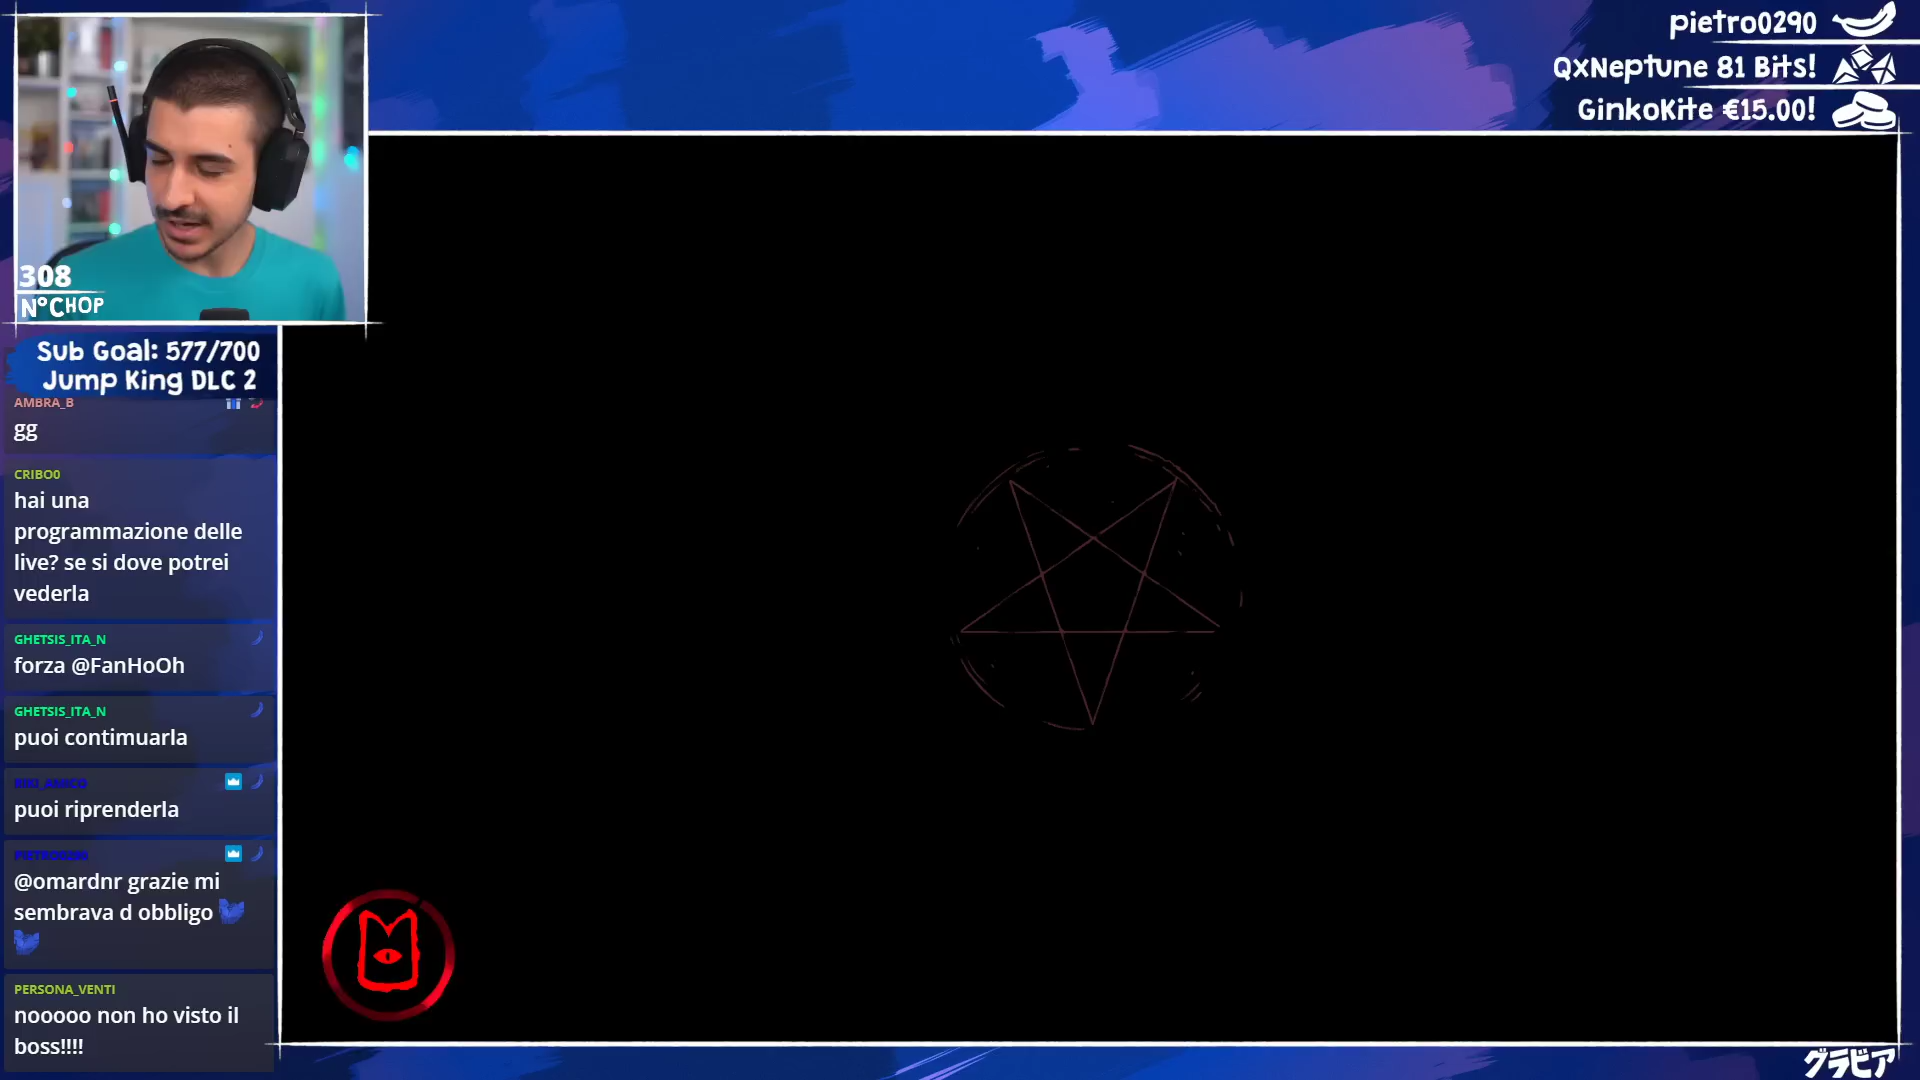 pietro0290
QxNeptune 81 Bits!
GinkoKite €15.00!
308
N°CHOP
Sub Goal: 577/700
Jump King DLC 2
AMBRA_B
gg
CRIBO0
hai una
programmazione delle
live? se si dove potrei
vederla
GHETSIS_ITA_N
forza @FanHoOh
GHETSIS_ITA_N
puoi contimuarla
puoi riprenderla
@omardnr grazie mi
sembrava d obbligo
PERSONA_VENTI
nooooo non ho visto il
boss!!!!
グラビア